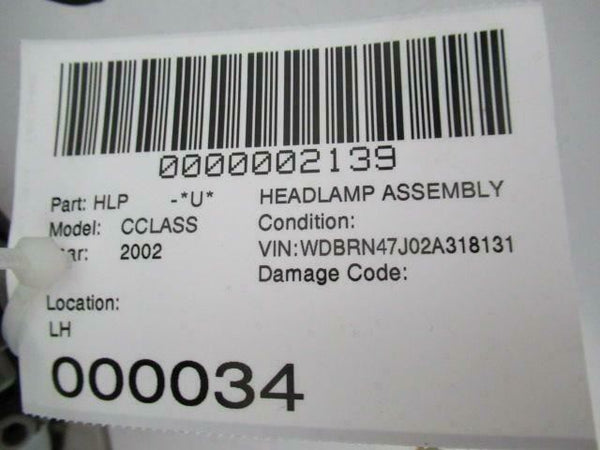 0000002139
Part: HLP -*U* HEADLAMP ASSEMBLY
Model: CCLASS Condition:
2002 VIN:WDBRN47J02A318131
Damage Code:
Location:
LH
000034